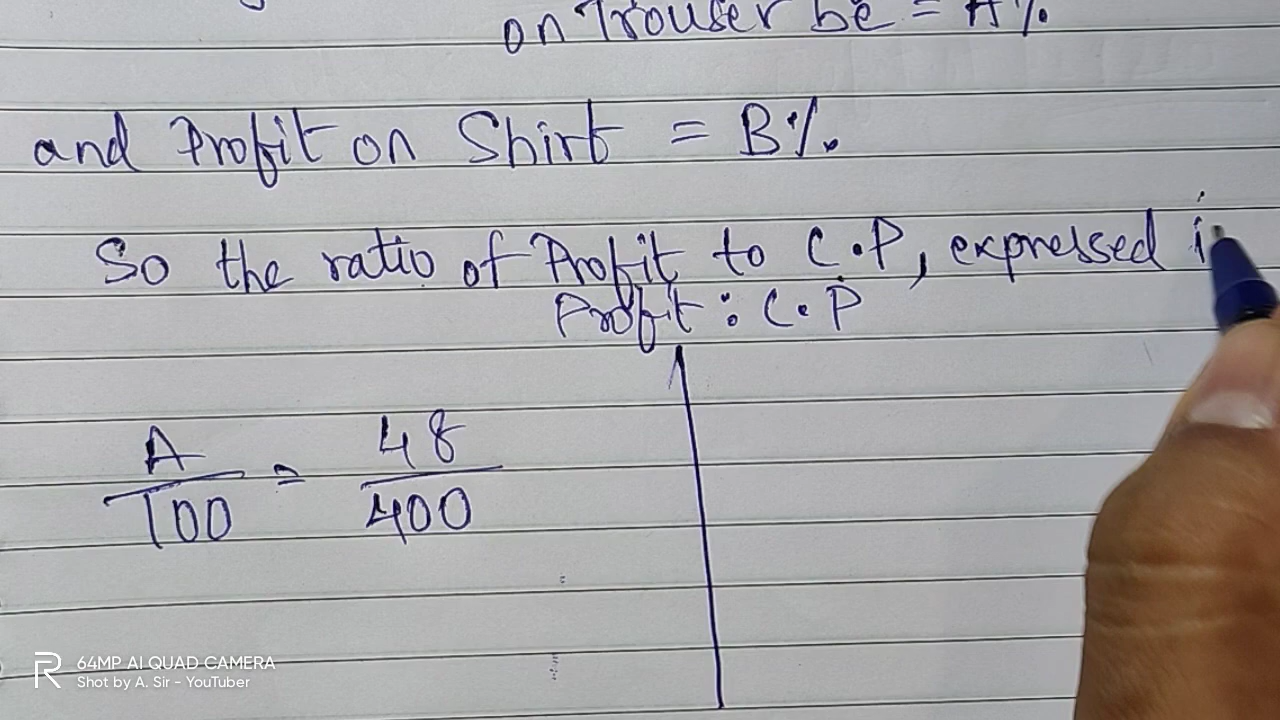 on Trouser be = A%
and Profit on Shirt = B%.
So the ratio of Profit to C.P, expressed i
Profit : C.P
A/100 = 48/400
64MP AI QUAD CAMERA
Shot by A. Sir - YouTuber